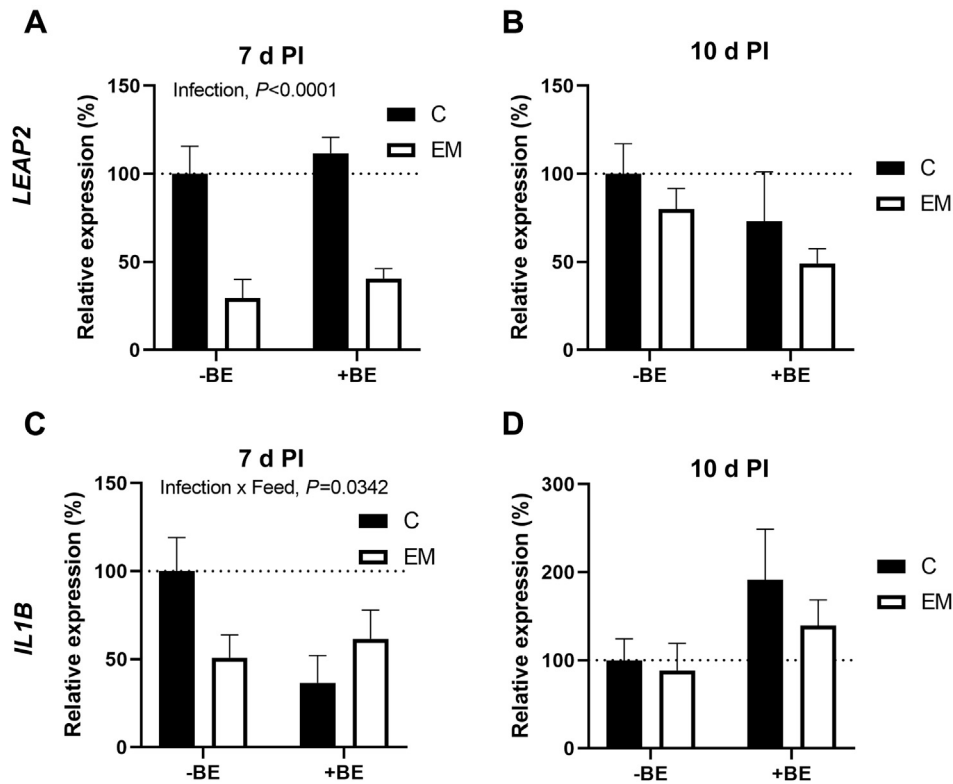 A
7 d PI
Infection, P<0.0001
C
EM
LEAP2
Relative expression (%)
150
100
50
0
-BE
+BE
B
10 d PI
C
EM
Relative expression (%)
150
100
50
0
-BE
+BE
C
7 d PI
Infection x Feed, P=0.0342
C
EM
IL1B
Relative expression (%)
150
100
50
0
-BE
+BE
D
10 d PI
C
EM
Relative expression (%)
300
200
100
0
-BE
+BE